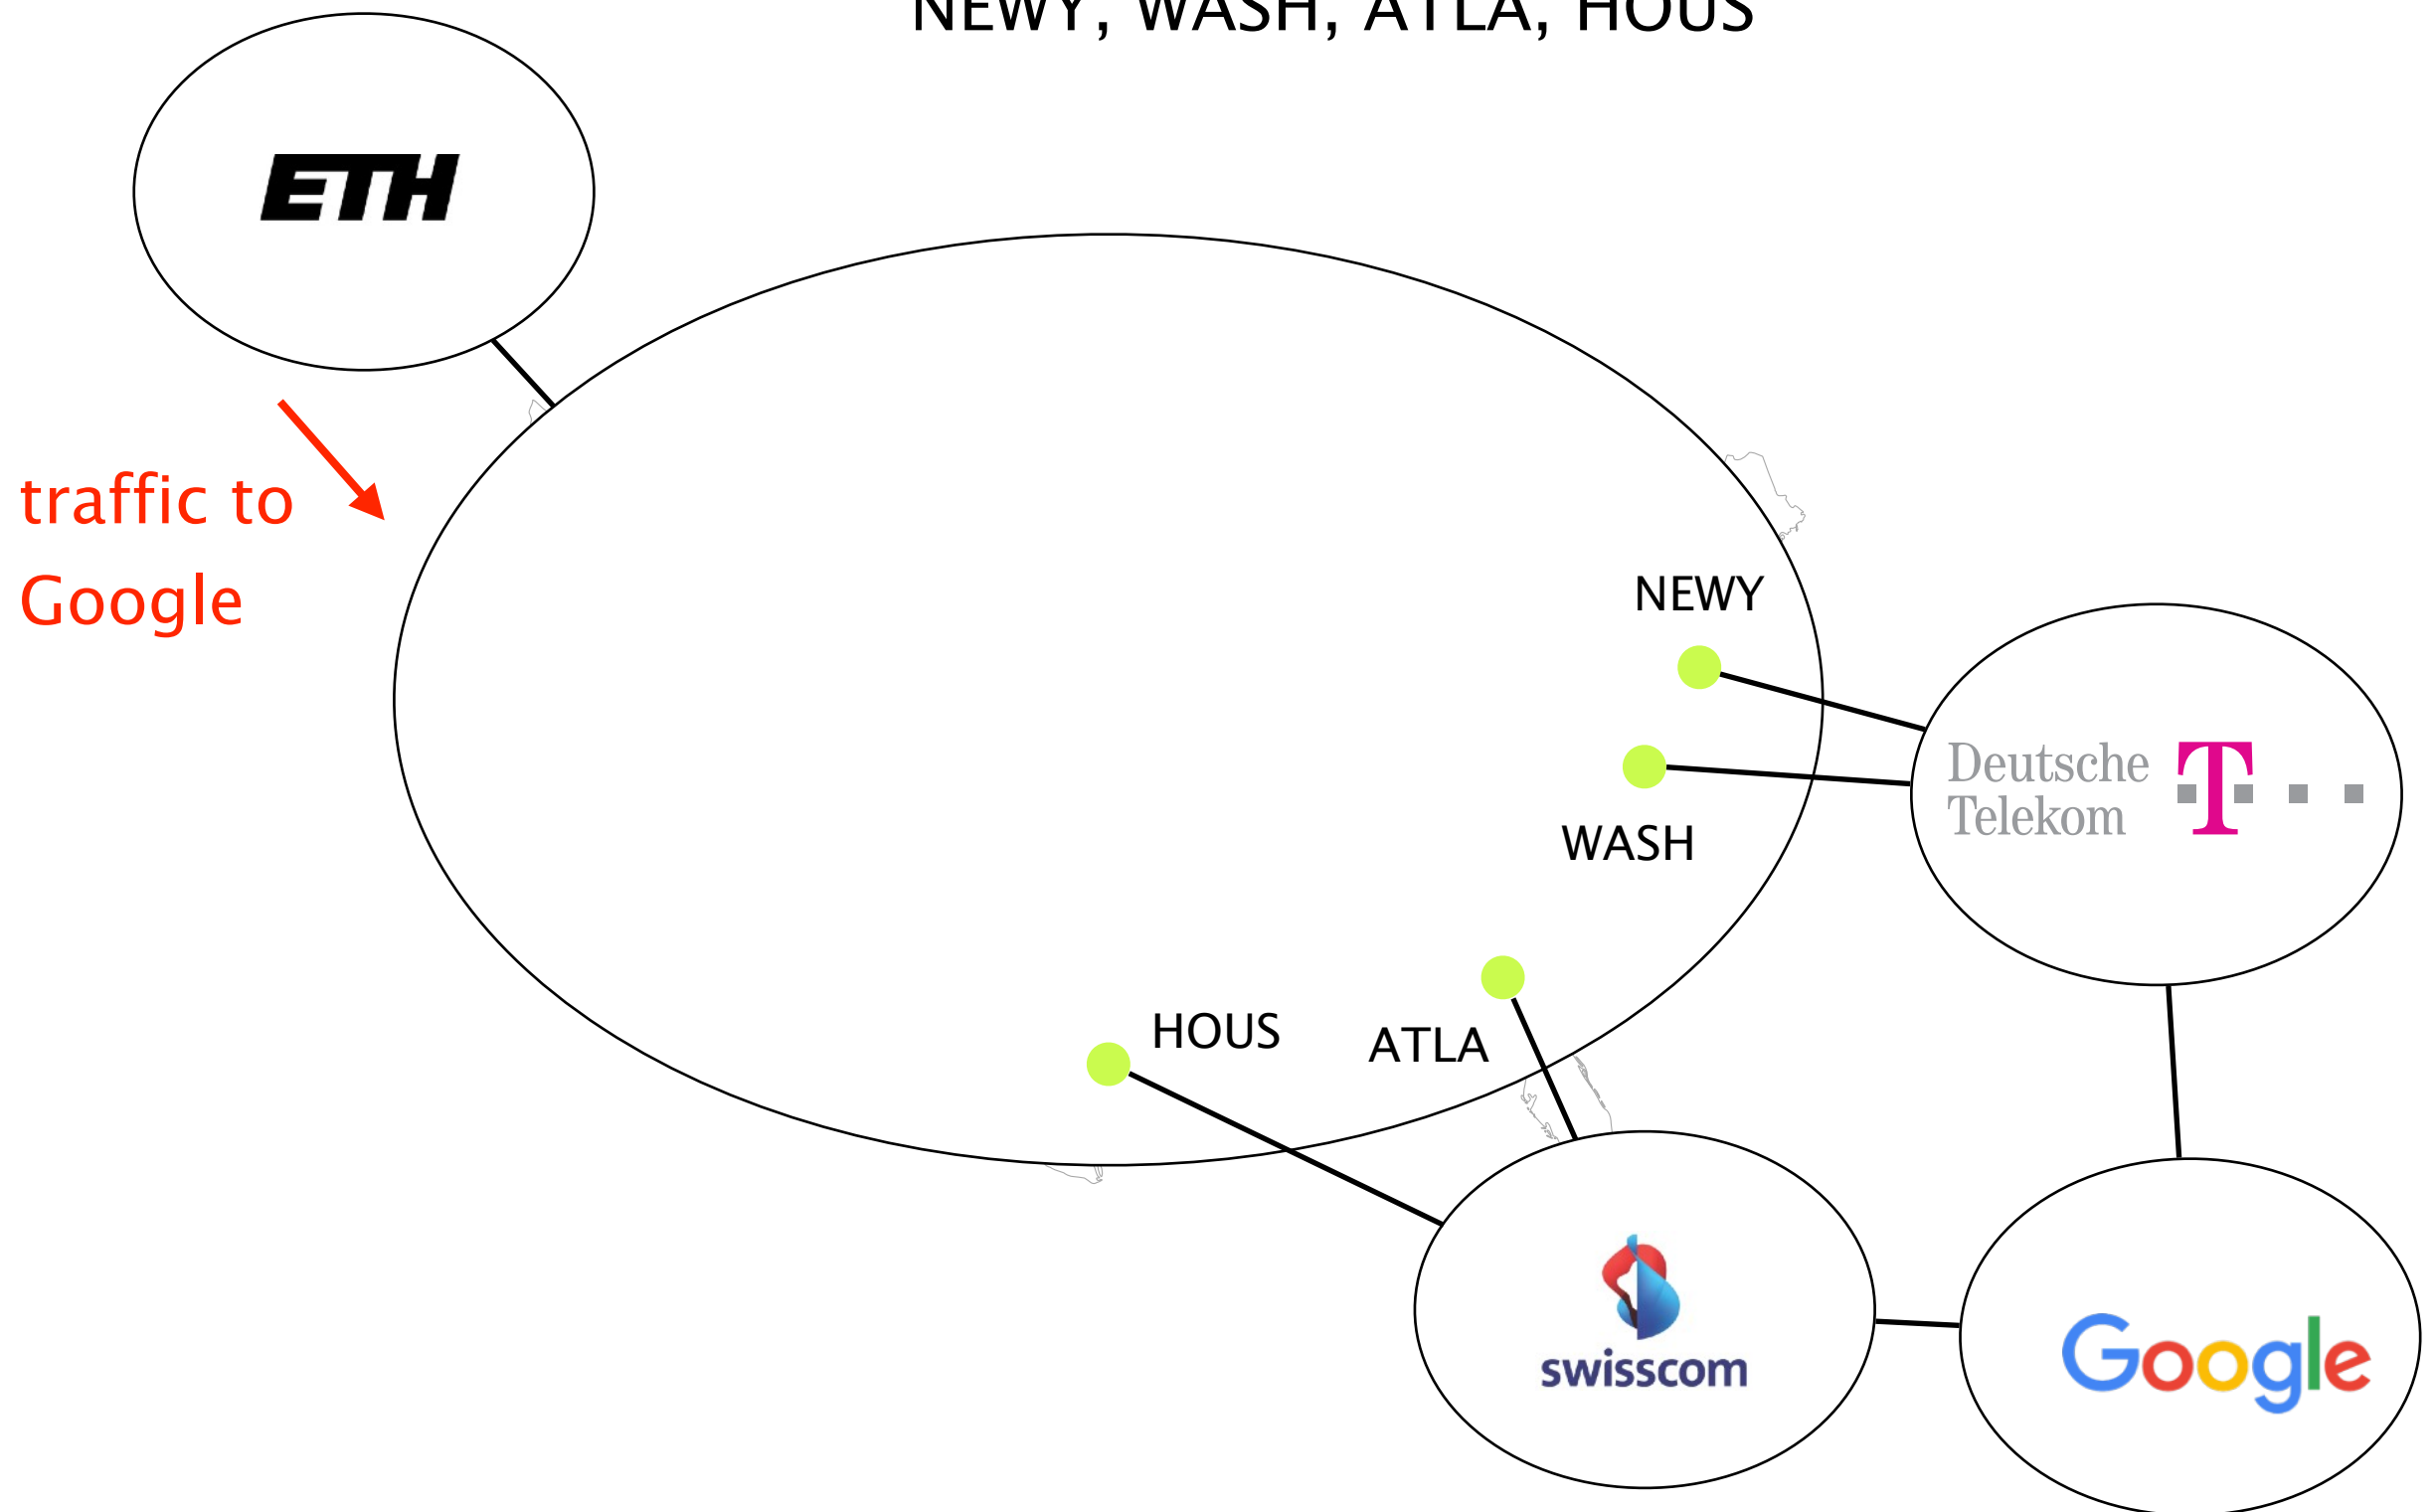 NEWY, WASH, ATLA, HOUS
ETH
traffic to
Google
NEWY
WASH
Deutsche
Telekom
T
HOUS
ATLA
swisscom
Google